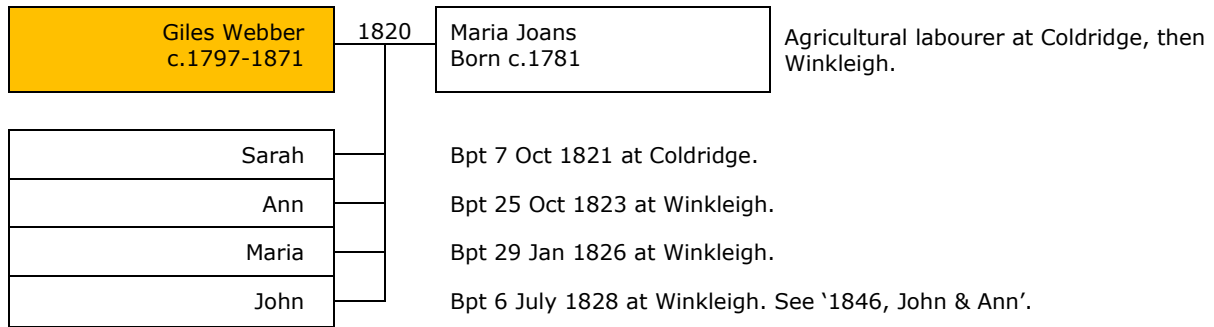 Giles Webber
c.1797-1871
1820
Maria Joans
Born c.1781
Agricultural labourer at Coldridge, then
Winkleigh.
Sarah
Bpt 7 Oct 1821 at Coldridge.
Ann
Bpt 25 Oct 1823 at Winkleigh.
Maria
Bpt 29 Jan 1826 at Winkleigh.
John
Bpt 6 July 1828 at Winkleigh. See ‘1846, John & Ann’.